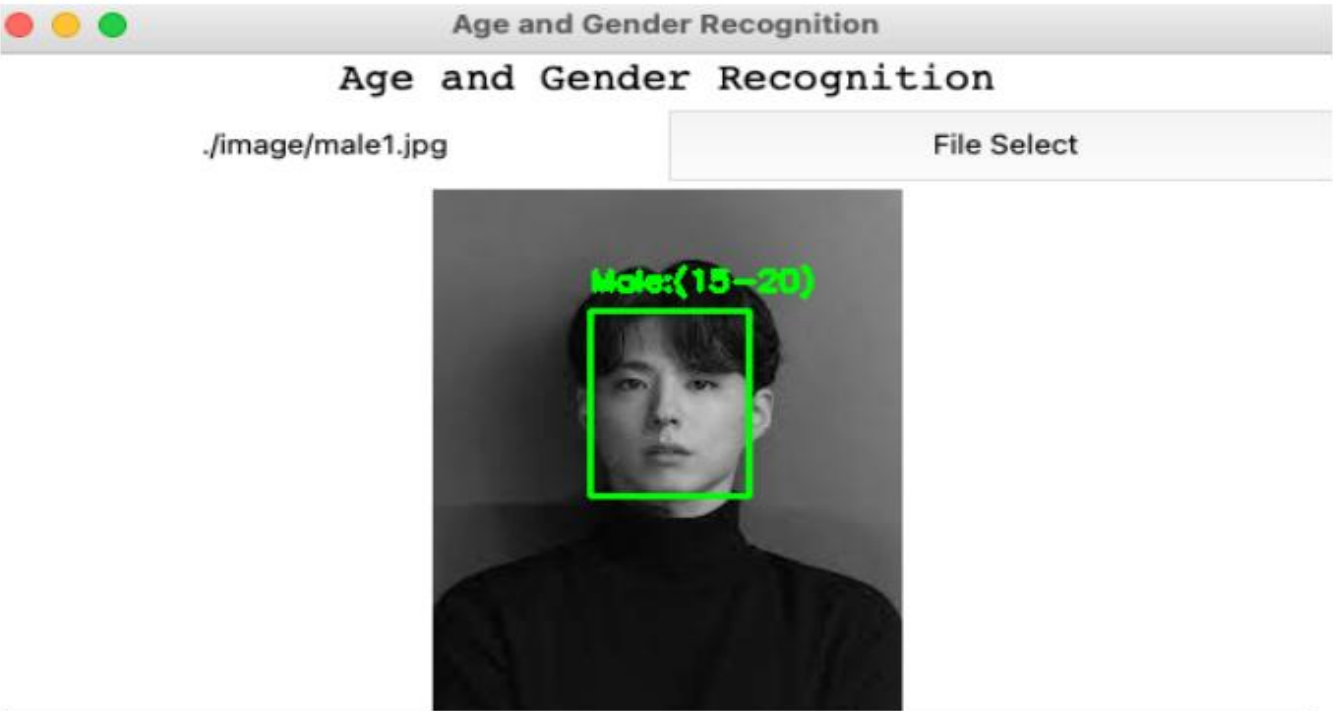 Age and Gender Recognition
Age and Gender Recognition
./image/male1.jpg
File Select
Male:(15-20)